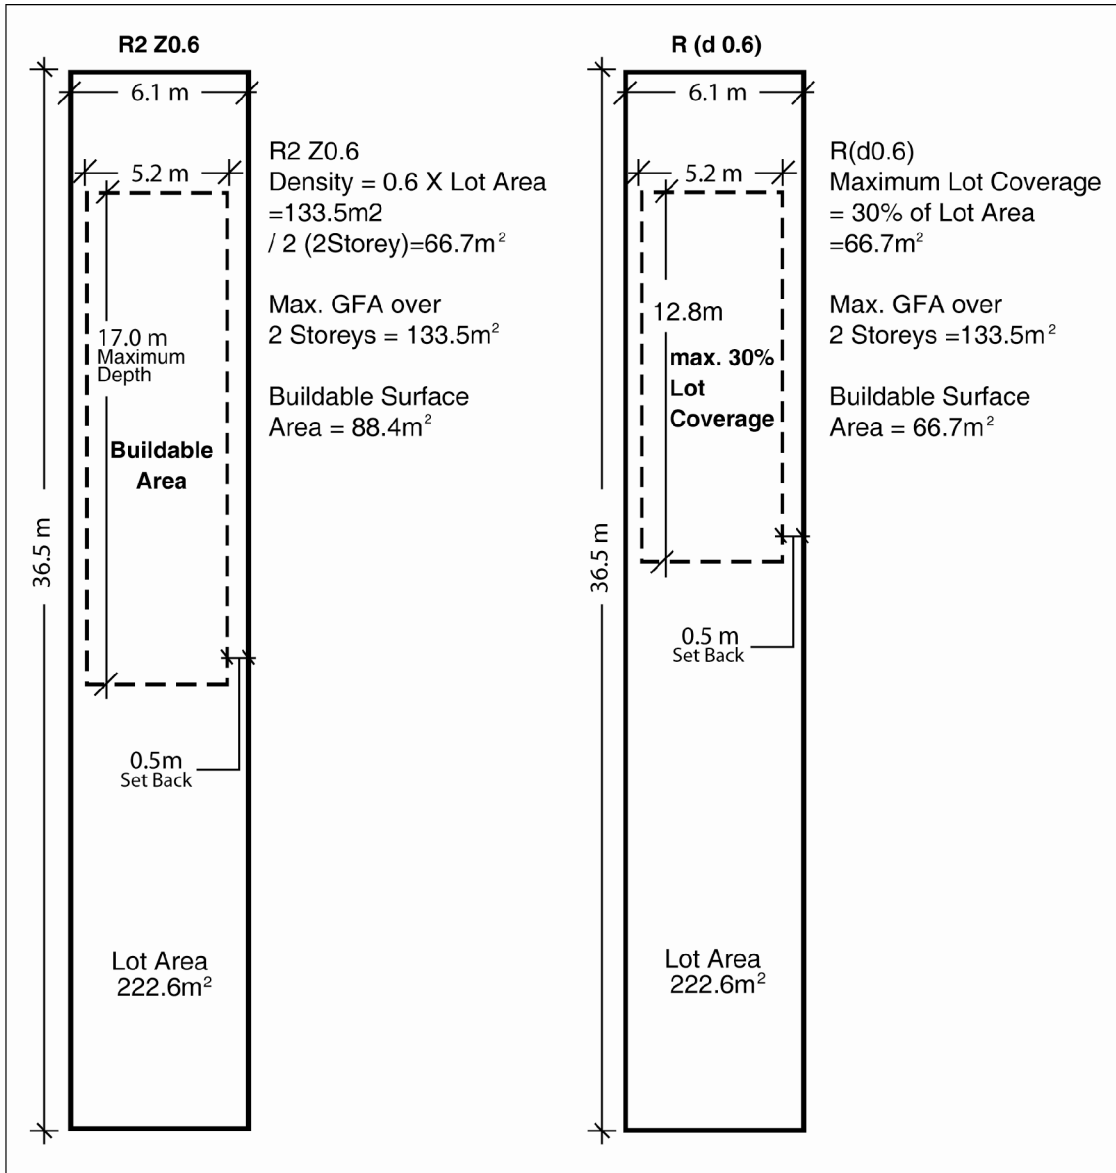 R2 Z0.6
6.1 m
5.2 m
17.0 m
Maximum
Depth
Buildable
Area
36.5 m
0.5m
Set Back
Lot Area
222.6m²
R2 Z0.6
Density = 0.6 X Lot Area
=133.5m2
/ 2 (2Storey)=66.7m²
Max. GFA over
2 Storeys = 133.5m²
Buildable Surface
Area = 88.4m²
R (d 0.6)
6.1 m
5.2 m
12.8m
max. 30%
Lot
Coverage
36.5 m
0.5 m
Set Back
Lot Area
222.6m²
R(d0.6)
Maximum Lot Coverage
= 30% of Lot Area
=66.7m²
Max. GFA over
2 Storeys =133.5m²
Buildable Surface
Area = 66.7m²